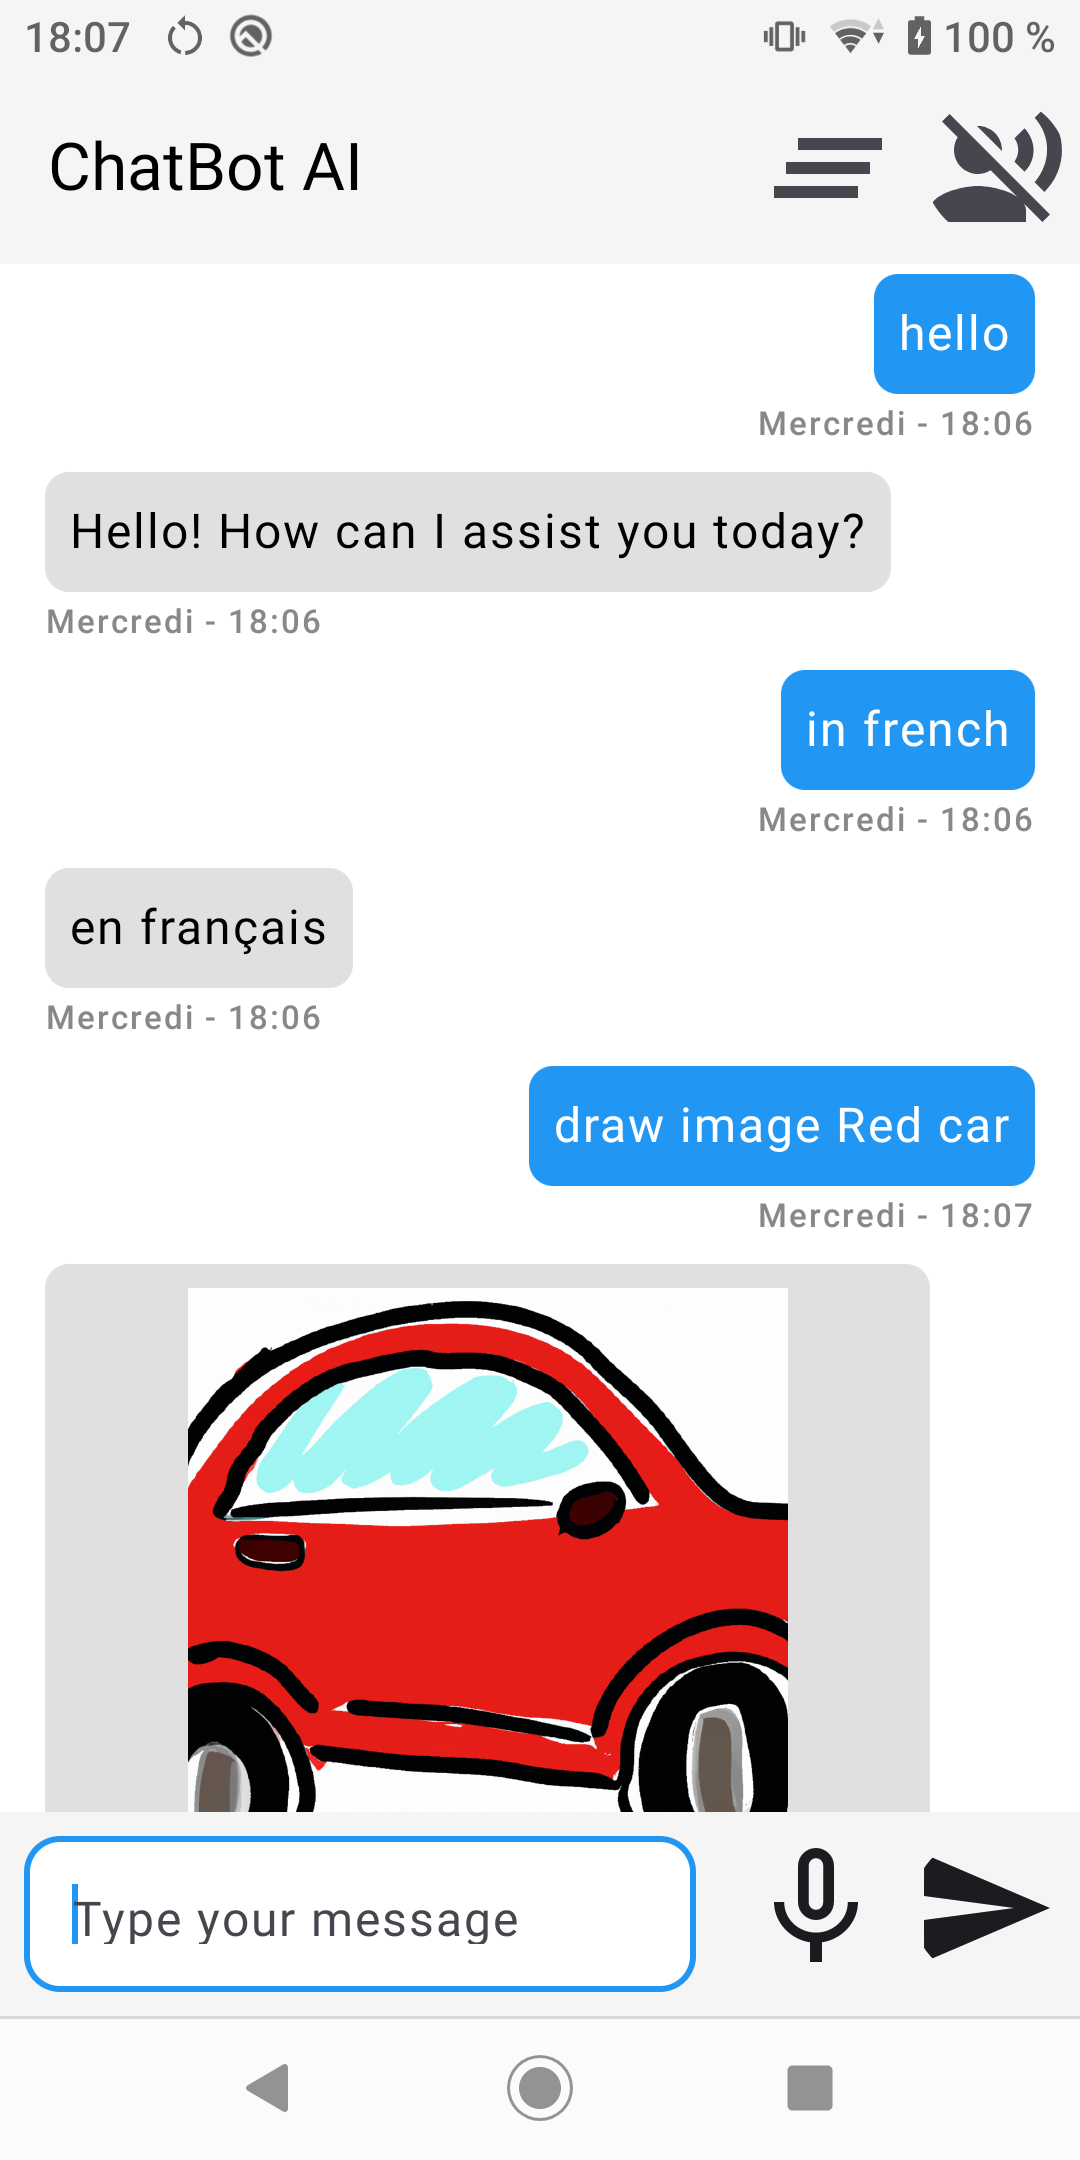 18:07
100 %
ChatBot AI
hello
Mercredi - 18:06
Hello! How can I assist you today?
Mercredi - 18:06
in french
Mercredi - 18:06
en français
Mercredi - 18:06
draw image Red car
Mercredi - 18:07
Type your message